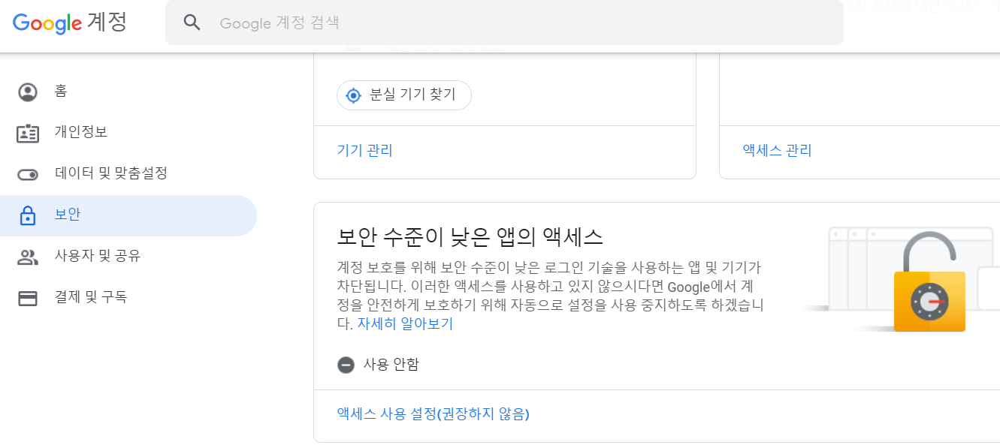 Google 계정
Google 계정 검색
홈
개인정보
데이터 및 맞춤설정
보안
사용자 및 공유
결제 및 구독
분실 기기 찾기
기기 관리
액세스 관리
보안 수준이 낮은 앱의 액세스
계정 보호를 위해 보안 수준이 낮은 로그인 기술을 사용하는 앱 및 기기가
차단됩니다. 이러한 액세스를 사용하고 있지 않으시다면 Google에서 계
정을 안전하게 보호하기 위해 자동으로 설정을 사용 중지하도록 하겠습니
다. 자세히 알아보기
사용 안함
액세스 사용 설정(권장하지 않음)